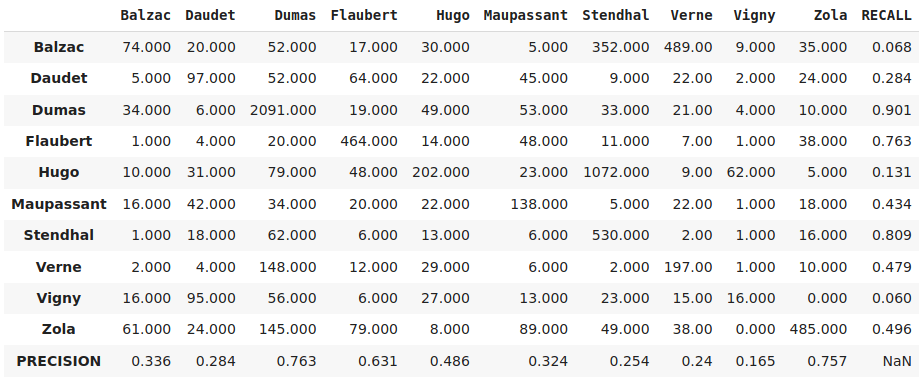 Balzac Daudet Dumas Flaubert Hugo Maupassant Stendhal Verne Vigny Zola RECALL
Balzac 74.000 20.000 52.000 17.000 30.000 5.000 352.000 489.00 9.000 35.000 0.068
Daudet 5.000 97.000 52.000 64.000 22.000 45.000 9.000 22.00 2.000 24.000 0.284
Dumas 34.000 6.000 2091.000 19.000 49.000 53.000 33.000 21.00 4.000 10.000 0.901
Flaubert 1.000 4.000 20.000 464.000 14.000 48.000 11.000 7.00 1.000 38.000 0.763
Hugo 10.000 31.000 79.000 48.000 202.000 23.000 1072.000 9.00 62.000 5.000 0.131
Maupassant 16.000 42.000 34.000 20.000 22.000 138.000 5.000 22.00 1.000 18.000 0.434
Stendhal 1.000 18.000 62.000 6.000 13.000 6.000 530.000 2.00 1.000 16.000 0.809
Verne 2.000 4.000 148.000 12.000 29.000 6.000 2.000 197.00 1.000 10.000 0.479
Vigny 16.000 95.000 56.000 6.000 27.000 13.000 23.000 15.00 16.000 0.000 0.060
Zola 61.000 24.000 145.000 79.000 8.000 89.000 49.000 38.00 0.000 485.000 0.496
PRECISION 0.336 0.284 0.763 0.631 0.486 0.324 0.254 0.24 0.165 0.757 NaN